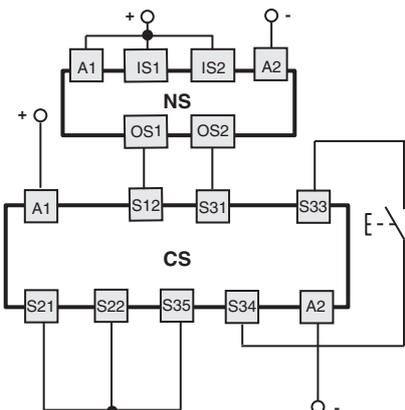 + -
A1 IS1 IS2 A2
NS
+
OS1 OS2
A1 S12 S31 S33
CS
S21 S22 S35 S34 A2
-